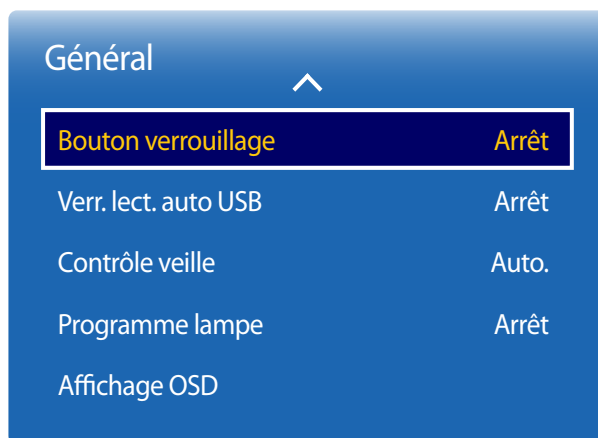 Général
Bouton verrouillage Arrêt
Verr. lect. auto USB Arrêt
Contrôle veille Auto.
Programme lampe Arrêt
Affichage OSD